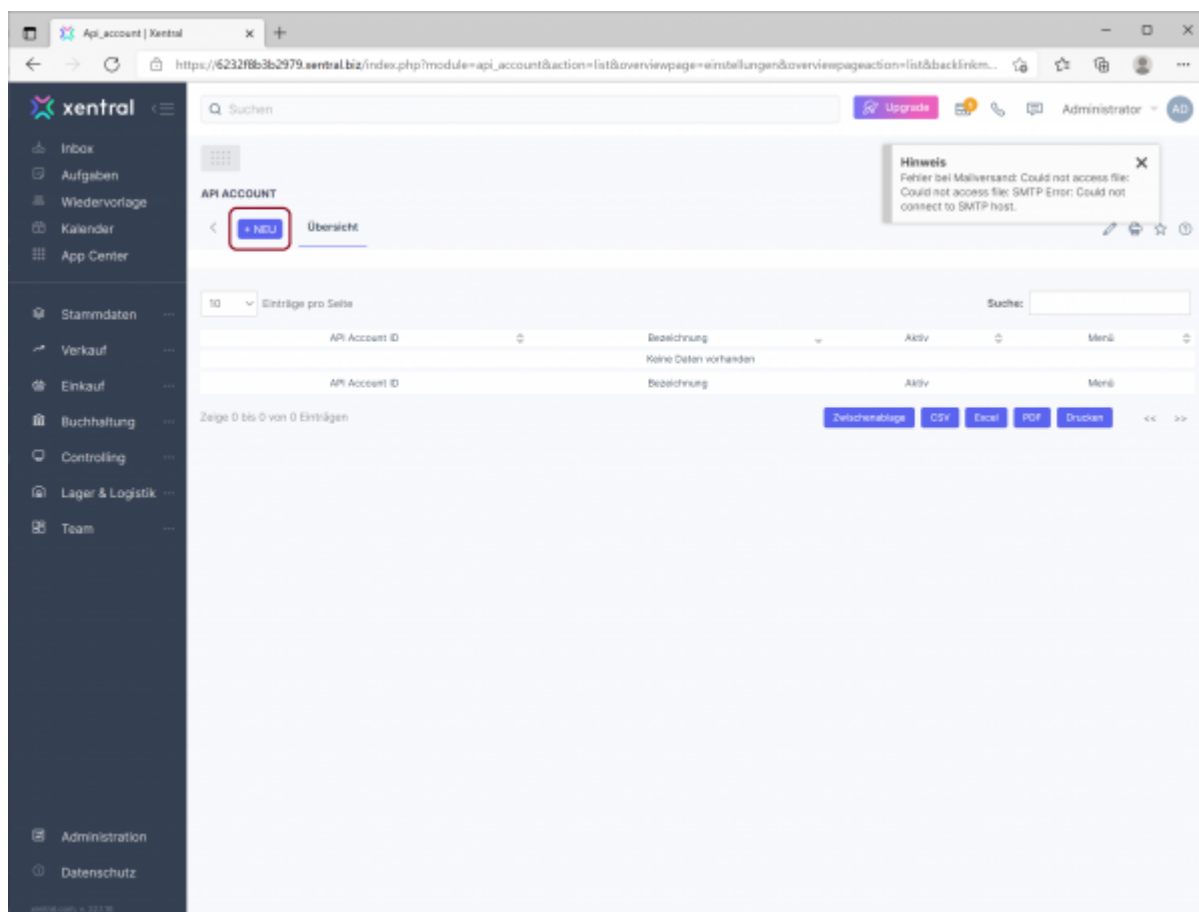 Api_account | Xentral
https://6232f8b3b2979.xentral.biz/index.php?module=api_account&action=list&overviewpage=einstellungen&overviewpageaction=list&backlinkm...
xentral
Suchen
Upgrade
Administrator
AD
Inbox
Aufgaben
Wiedervorlage
Kalender
App Center
Hinweis
Fehler bei Mailversand: Could not access file:
Could not access file: SMTP Error: Could not
connect to SMTP host.
API ACCOUNT
+ NEU
Übersicht
Stammdaten
Verkauf
Einkauf
Buchhaltung
Controlling
Lager & Logistik
Team
10 Einträge pro Seite
Suche:
API Account ID Bezeichnung Aktiv Menü
Keine Daten vorhanden
API Account ID Bezeichnung Aktiv Menü
Zeige 0 bis 0 von 0 Einträgen
Zwischenablage CSV Excel PDF Drucken << >>
Administration
Datenschutz